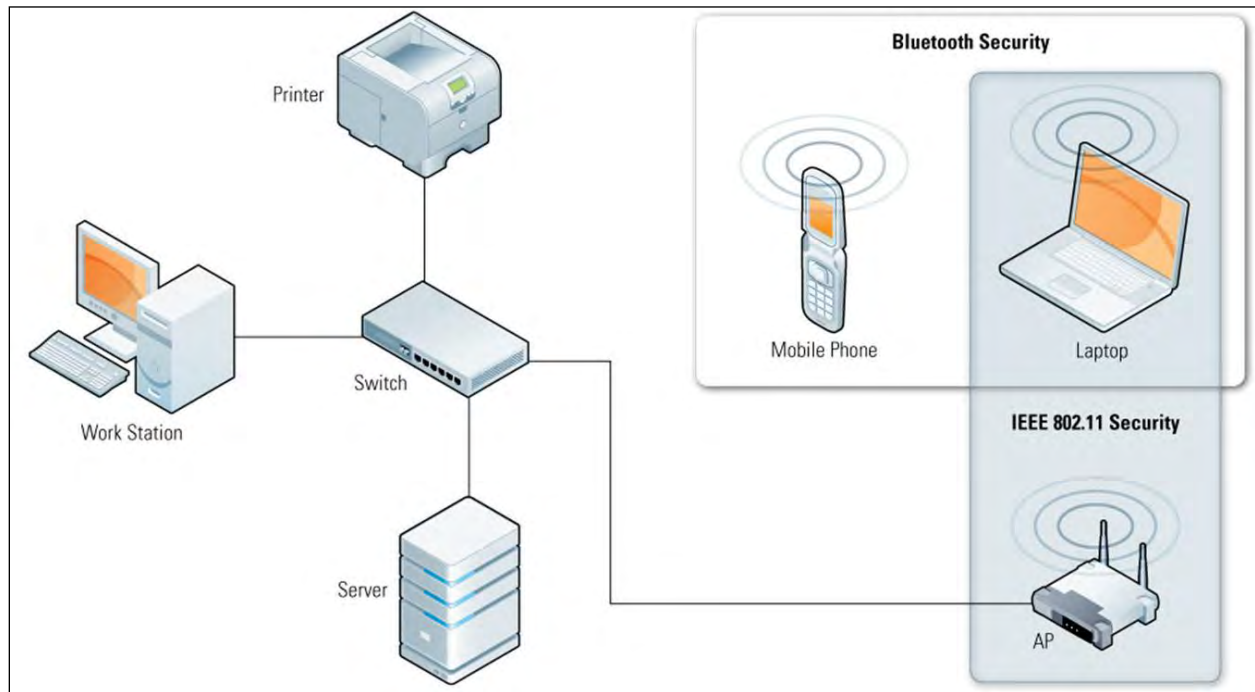 Bluetooth Security
Printer
Mobile Phone
Laptop
Switch
Work Station
IEEE 802.11 Security
Server
AP